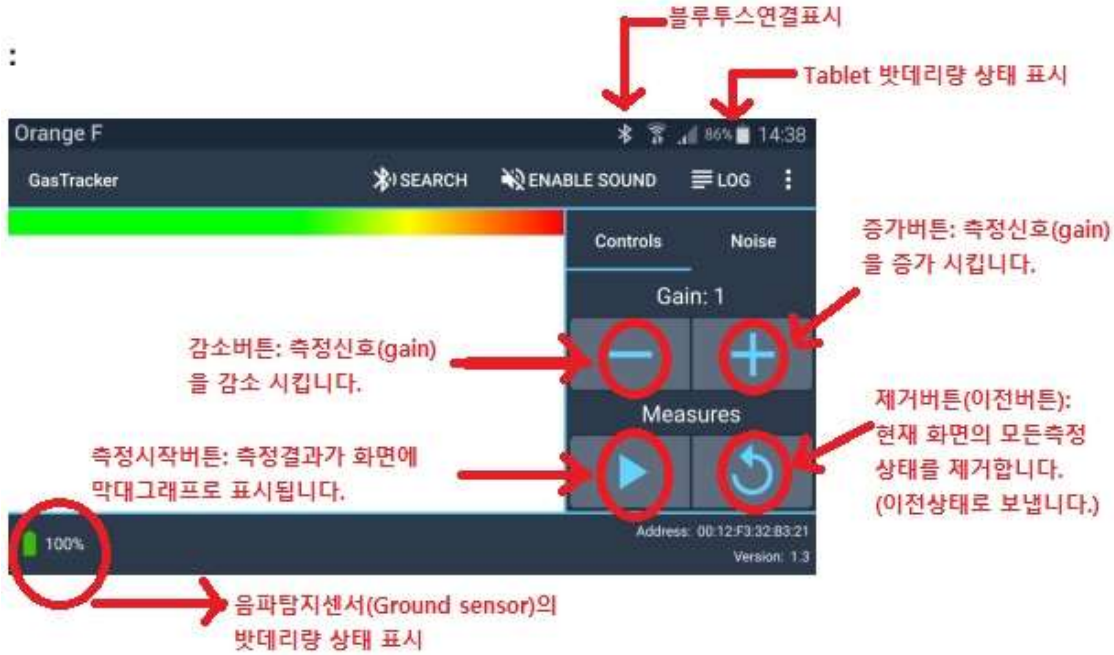 블루투스연결표시
:
Tablet 밧데리량 상태 표시
Orange F 86% 14:38
GasTracker SEARCH ENABLE SOUND LOG
Controls Noise
증가버튼: 측정신호(gain)
을 증가 시킵니다.
Gain: 1
감소버튼: 측정신호(gain)
을 감소 시킵니다.
Measures
제거버튼(이전버튼):
현재 화면의 모든측정
상태를 제거합니다.
(이전상태로 보냅니다.)
측정시작버튼: 측정결과가 화면에
막대그래프로 표시됩니다.
100%
Address: 00:12:F3:32:B3:21
Version: 1.3
음파탐지센서(Ground sensor)의
밧데리량 상태 표시